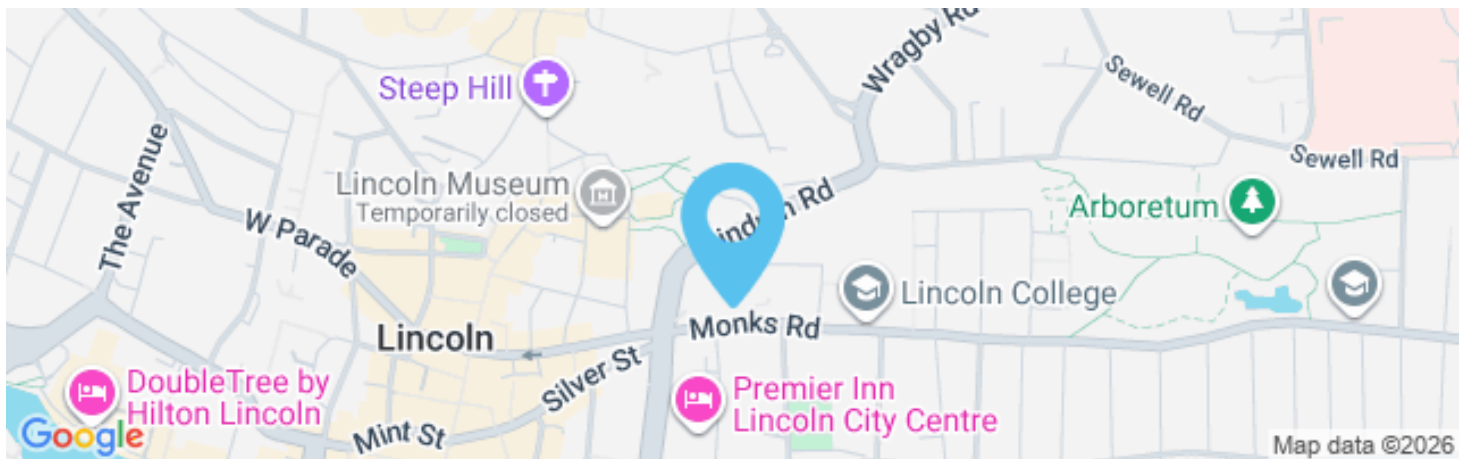 Wragby Rd
Steep Hill
Sewell Rd
Sewell Rd
The Avenue
Lincoln Museum
Temporarily closed
Arboretum
W Parade
Rd
Lincoln College
Monks Rd
Lincoln
Silver St
DoubleTree by
Hilton Lincoln
Premier Inn
Lincoln City Centre
Mint St
Google
Map data ©2026